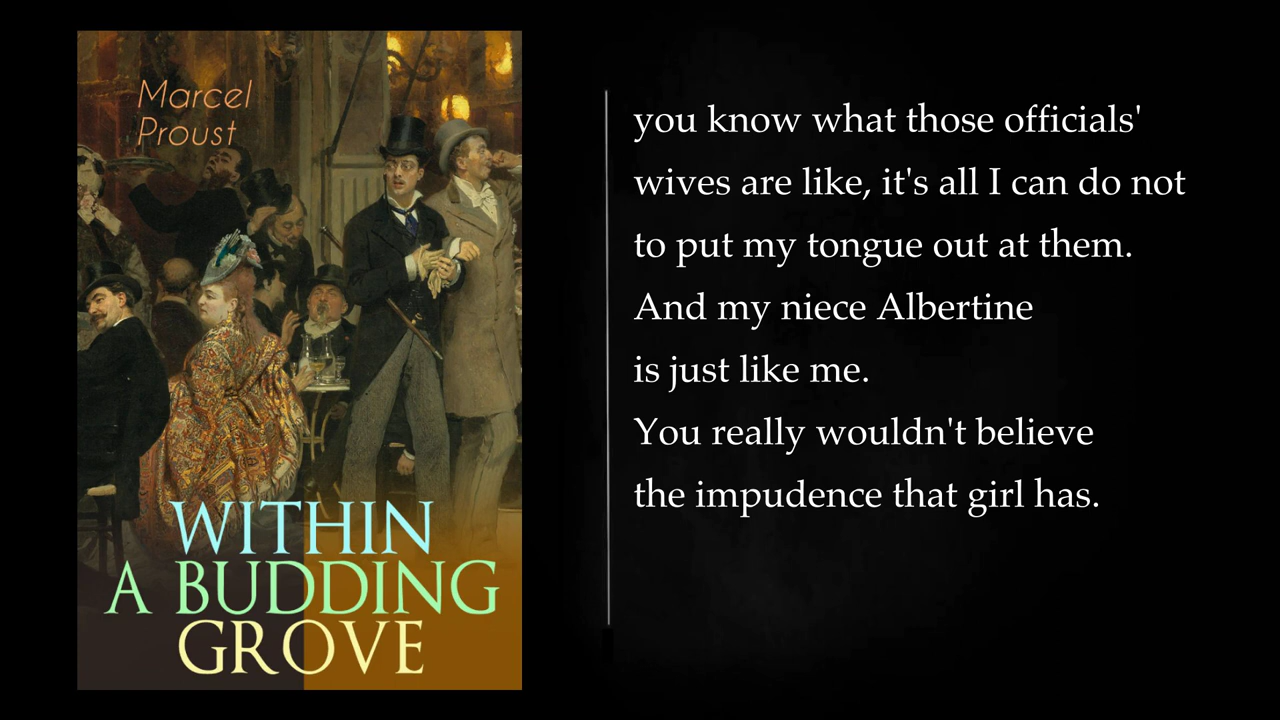 Marcel
Proust
WITHIN
A BUDDING
GROVE
you know what those officials'
wives are like, it's all I can do not
to put my tongue out at them.
And my niece Albertine
is just like me.
You really wouldn't believe
the impudence that girl has.